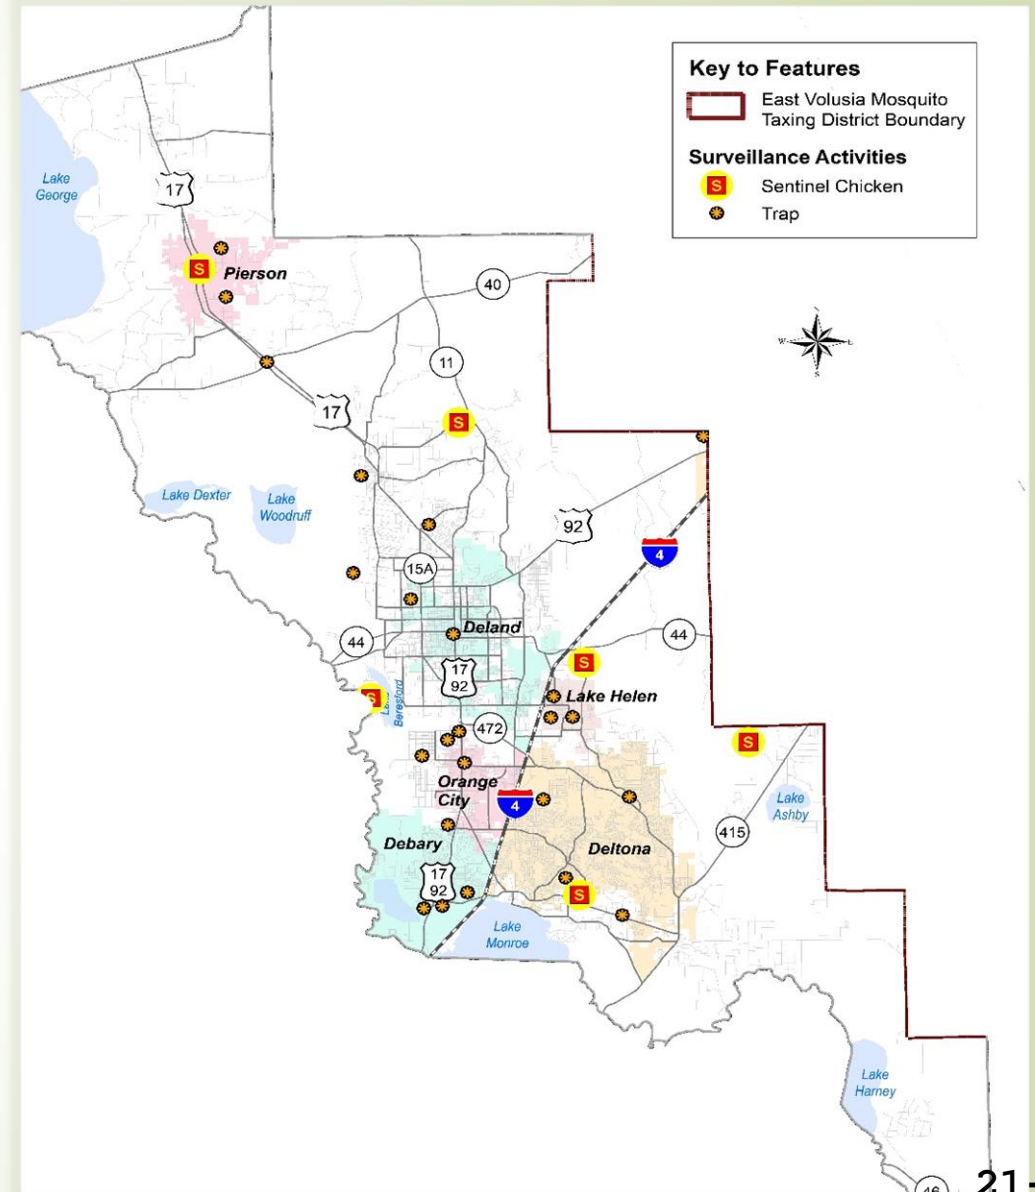 Key to Features
East Volusia Mosquito
Taxing District Boundary
Surveillance Activities
S
Sentinel Chicken
Trap
Lake
George
17
S
Pierson
40
N
W
E
S
11
17
S
Lake Dexter
Lake
Woodruff
92
4
15A
Deland
44
44
S
17
92
S
Lake
Beresford
Lake Helen
472
S
Orange
City
4
Lake
Ashby
415
Debary
Deltona
17
92
S
Lake
Monroe
Lake
Harney
46
21-